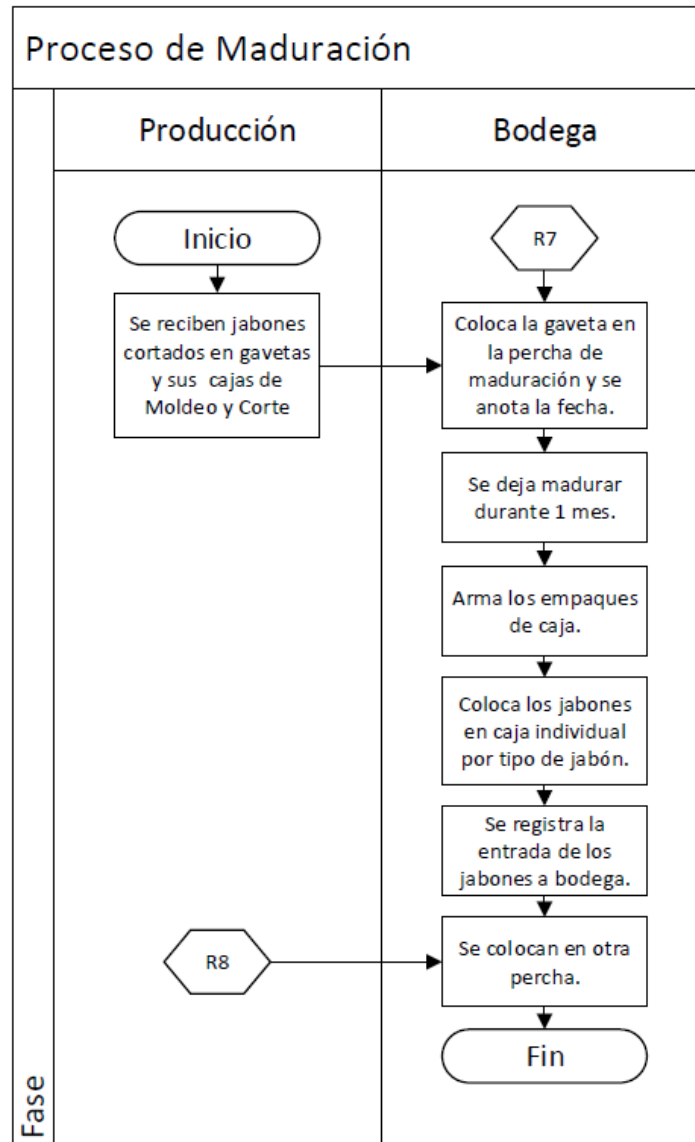 Proceso de Maduración
Producción
Bodega
Inicio
R7
Se reciben jabones
cortados en gavetas
y sus cajas de
Moldeo y Corte
Coloca la gaveta en
la percha de
maduración y se
anota la fecha.
Se deja madurar
durante 1 mes.
Arma los empaques
de caja.
Coloca los jabones
en caja individual
por tipo de jabón.
Se registra la
entrada de los
jabones a bodega.
R8
Se colocan en otra
percha.
Fin
Fase